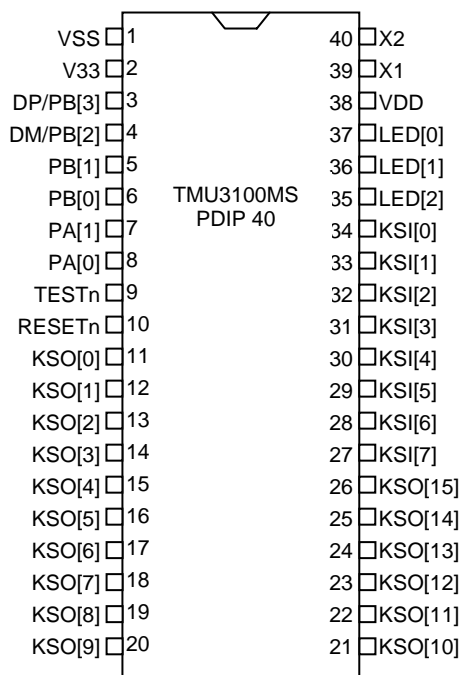 VSS 1 40 X2
V33 2 39 X1
DP/PB[3] 3 38 VDD
DM/PB[2] 4 37 LED[0]
PB[1] 5 36 LED[1]
PB[0] 6 TMU3100MS 35 LED[2]
PA[1] 7 PDIP 40 34 KSI[0]
PA[0] 8 33 KSI[1]
TESTn 9 32 KSI[2]
RESETn 10 31 KSI[3]
KSO[0] 11 30 KSI[4]
KSO[1] 12 29 KSI[5]
KSO[2] 13 28 KSI[6]
KSO[3] 14 27 KSI[7]
KSO[4] 15 26 KSO[15]
KSO[5] 16 25 KSO[14]
KSO[6] 17 24 KSO[13]
KSO[7] 18 23 KSO[12]
KSO[8] 19 22 KSO[11]
KSO[9] 20 21 KSO[10]